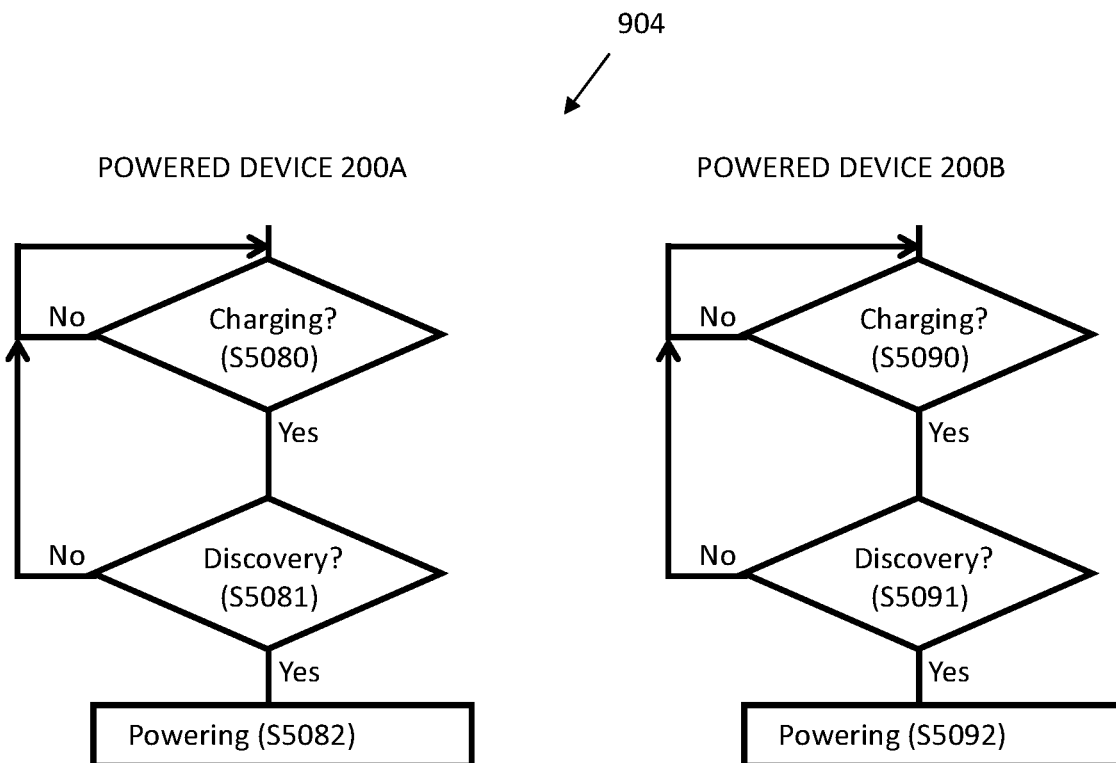 904
POWERED DEVICE 200A
No
Charging?
(S5080)
Yes
No
Discovery?
(S5081)
Yes
Powering (S5082)
POWERED DEVICE 200B
No
Charging?
(S5090)
Yes
No
Discovery?
(S5091)
Yes
Powering (S5092)